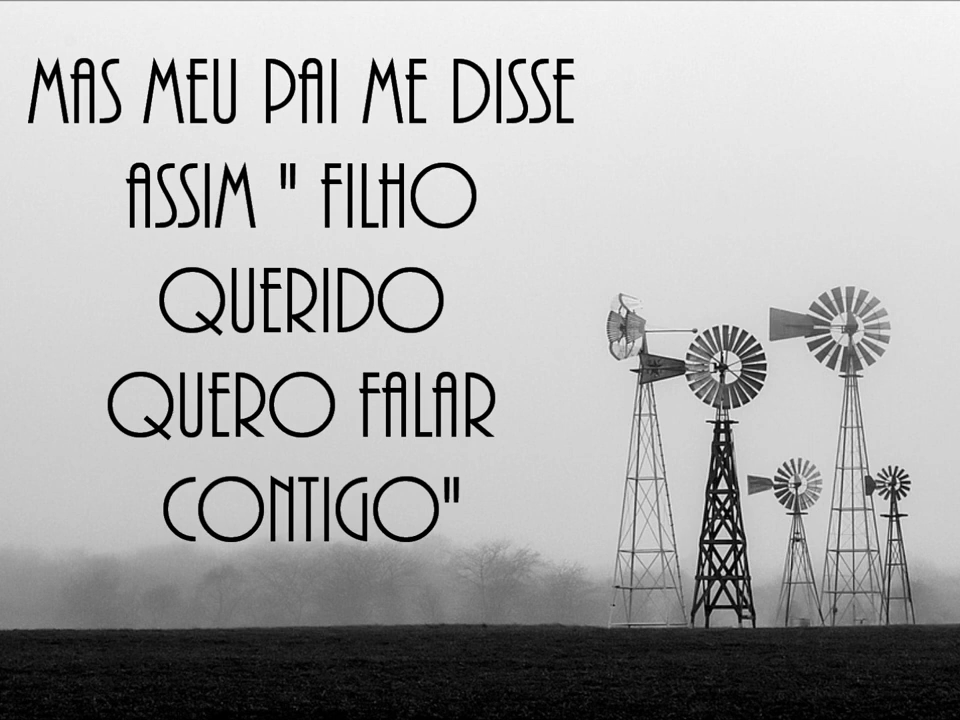 MAS MEU PAI ME DISSE
ASSIM " FILHO
QUERIDO
QUERO FALAR
CONTIGO"